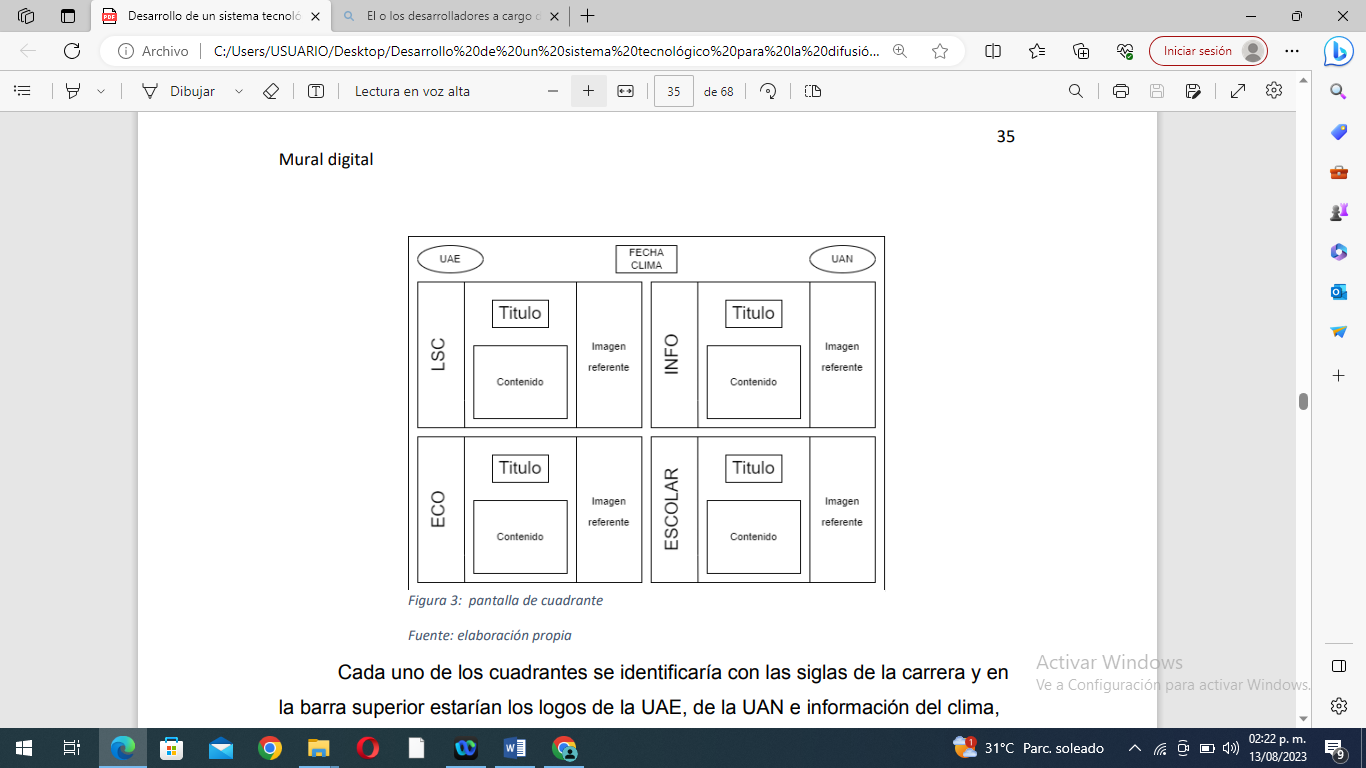 Desarrollo de un sistema tecnoló
El o los desarrolladores a cargo d
Archivo
C:/Users/USUARIO/Desktop/Desarrollo%20de%20un%20sistema%20tecnológico%20para%20la%20difusió...
Iniciar sesión
Dibujar
Lectura en voz alta
35
de 68
35
Mural digital
UAE
FECHA
CLIMA
UAN
LSC
Titulo
Contenido
Imagen
referente
INFO
Titulo
Contenido
Imagen
referente
ECO
Titulo
Contenido
Imagen
referente
ESCOLAR
Titulo
Contenido
Imagen
referente
Figura 3: pantalla de cuadrante
Fuente: elaboración propia
Cada uno de los cuadrantes se identificaría con las siglas de la carrera y en
la barra superior estarían los logos de la UAE, de la UAN e información del clima,
Activar Windows
Ve a Configuración para activar Windows.
1
31°C Parc. soleado
02:22 p. m.
13/08/2023
9